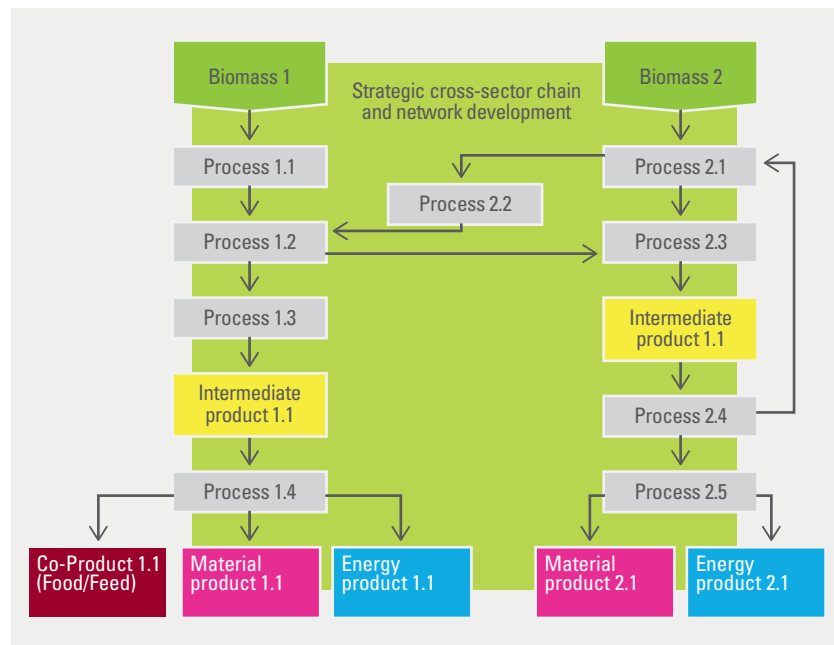 Biomass 1
Strategic cross-sector chain
and network development
Biomass 2
Process 1.1
Process 2.1
Process 2.2
Process 1.2
Process 2.3
Process 1.3
Intermediate
product 1.1
Intermediate
product 1.1
Process 2.4
Process 1.4
Process 2.5
Co-Product 1.1
(Food/Feed)
Material
product 1.1
Energy
product 1.1
Material
product 2.1
Energy
product 2.1